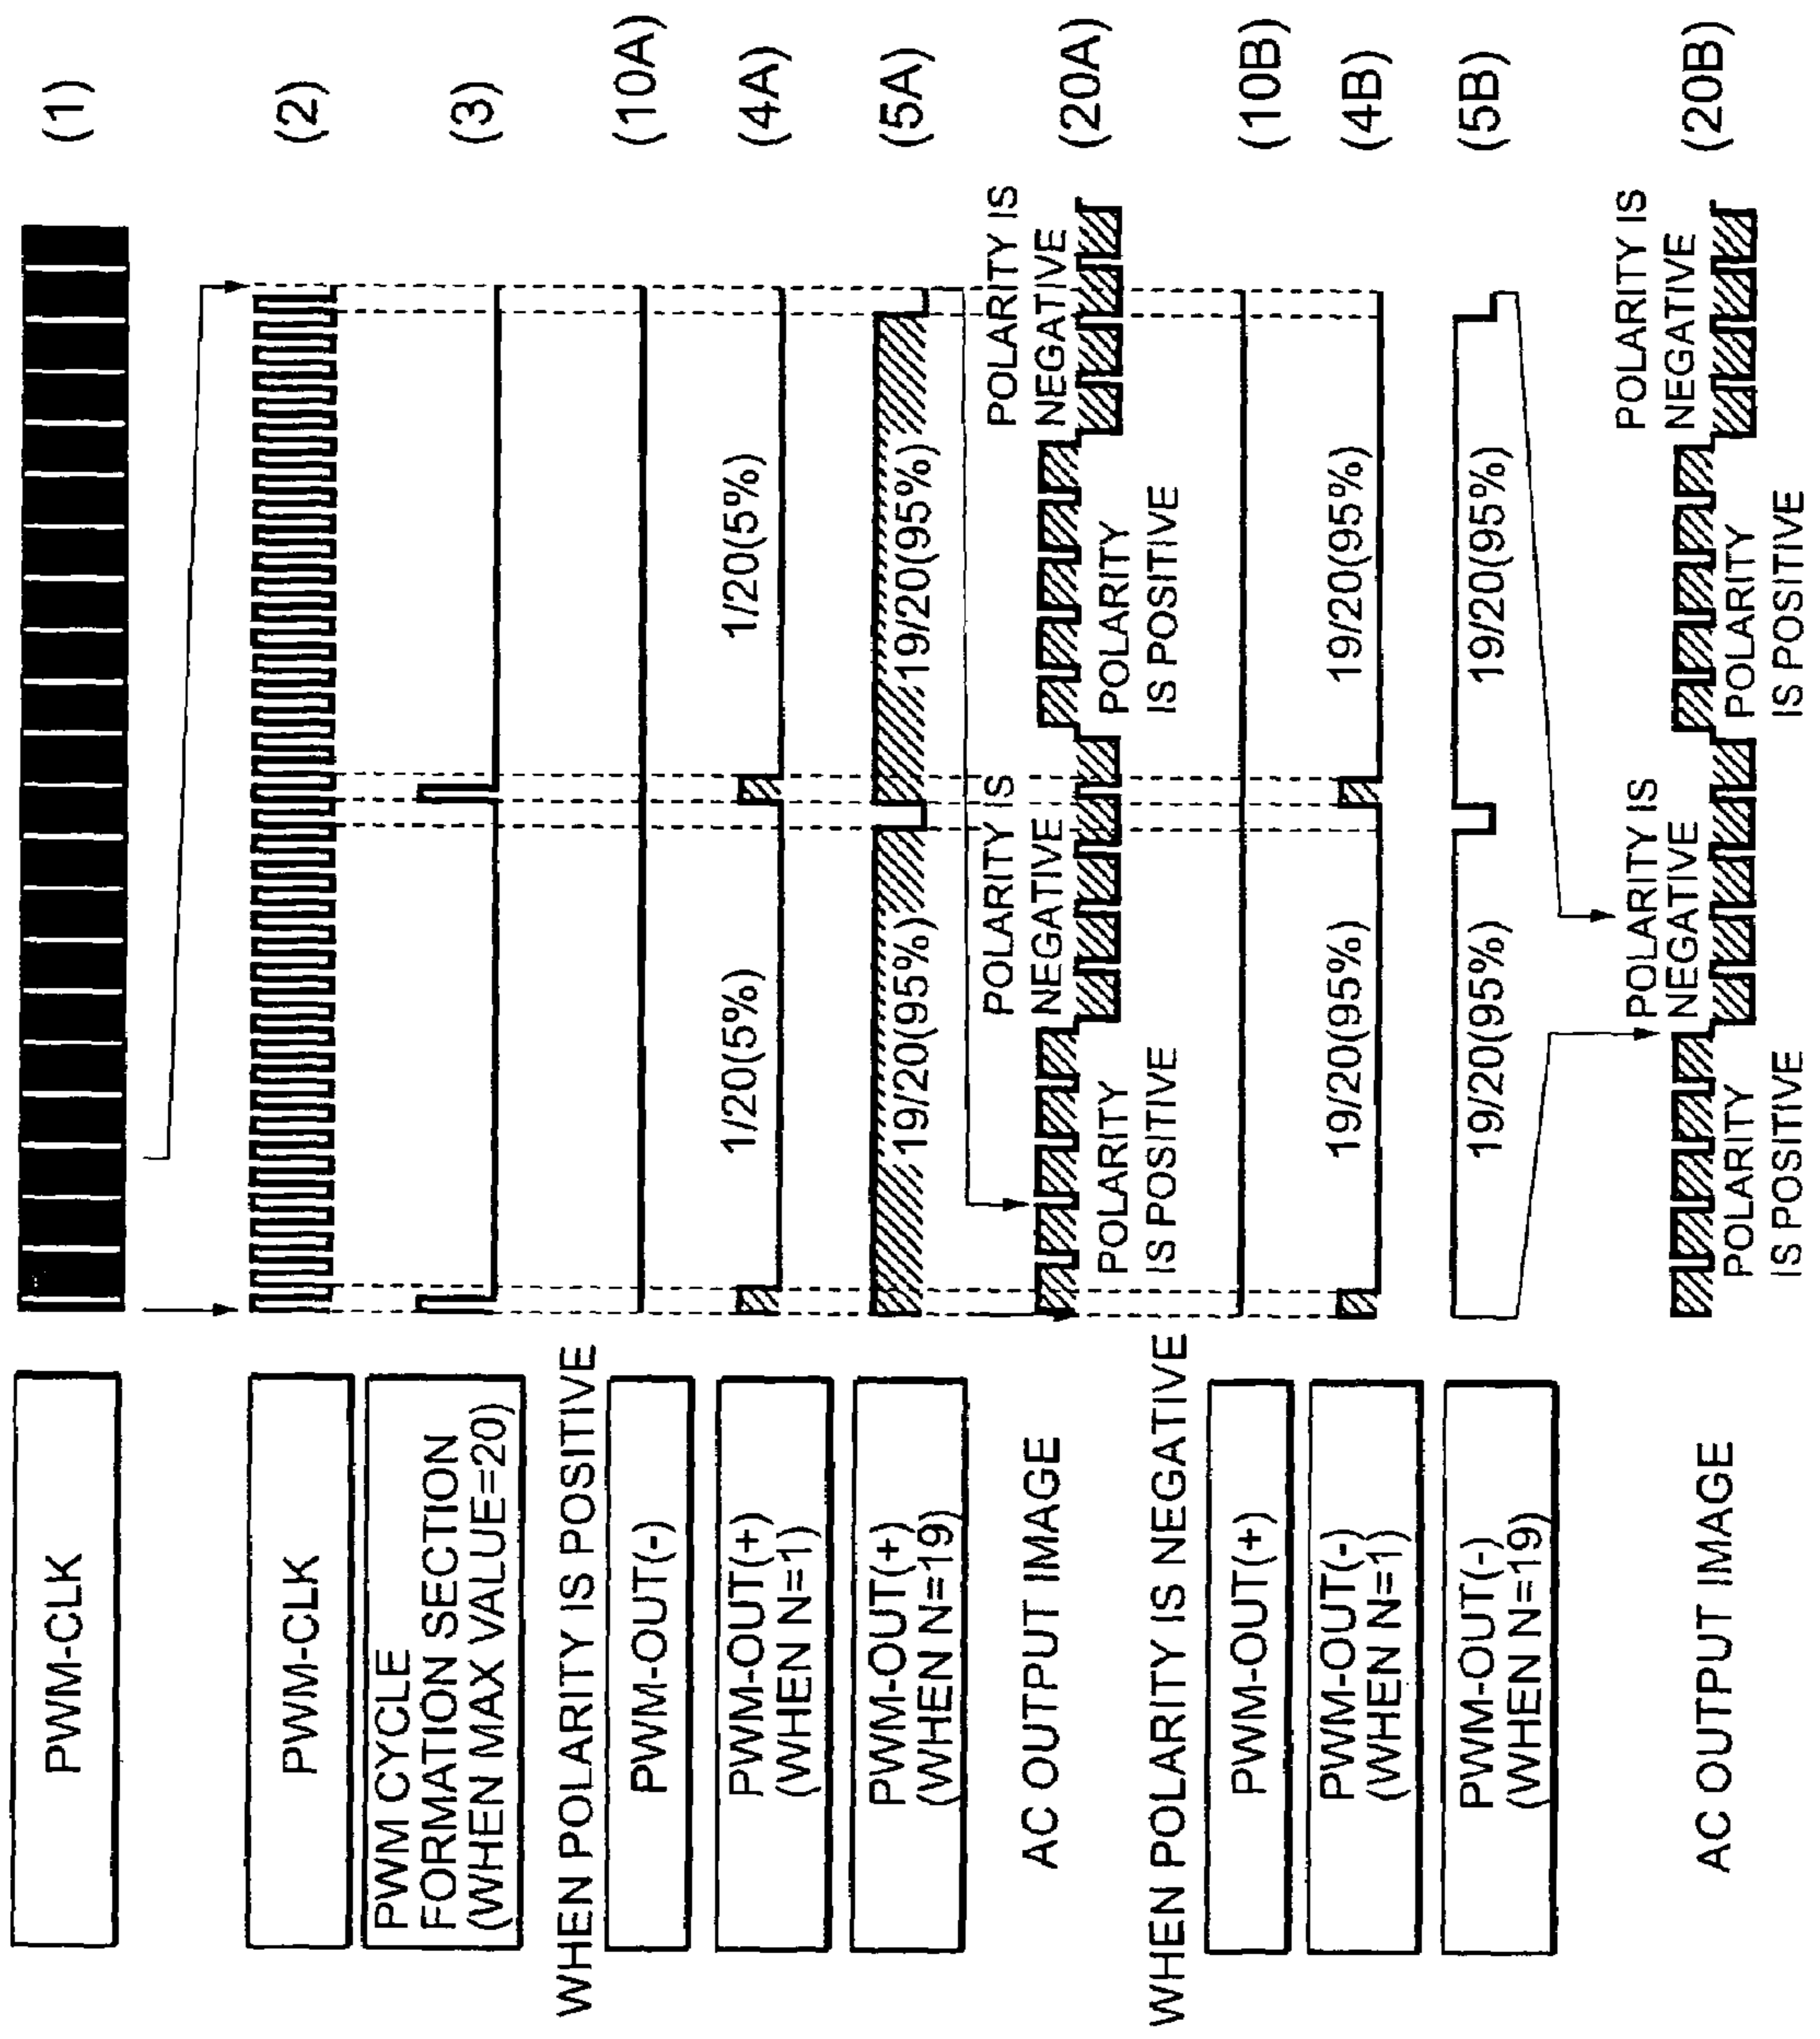 PWM-CLK
(1)
PWM-CLK
(2)
PWM CYCLE
FORMATION SECTION
(WHEN MAX VALUE=20)
(3)
WHEN POLARITY IS POSITIVE
PWM-OUT(-)
(10A)
PWM-OUT(+)
(WHEN N=1)
1/20(5%)
1/20(5%)
(4A)
PWM-OUT(+)
(WHEN N=19)
19/20(95%)
19/20(95%)
(5A)
AC OUTPUT IMAGE
POLARITY IS
NEGATIVE
POLARITY IS
NEGATIVE
POLARITY
IS POSITIVE
POLARITY
IS POSITIVE
(20A)
WHEN POLARITY IS NEGATIVE
PWM-OUT(+)
(10B)
PWM-OUT(-)
(WHEN N=1)
19/20(95%)
19/20(95%)
(4B)
PWM-OUT(-)
(WHEN N=19)
19/20(95%)
19/20(95%)
(5B)
AC OUTPUT IMAGE
POLARITY IS
NEGATIVE
POLARITY IS
NEGATIVE
POLARITY
IS POSITIVE
POLARITY
IS POSITIVE
(20B)